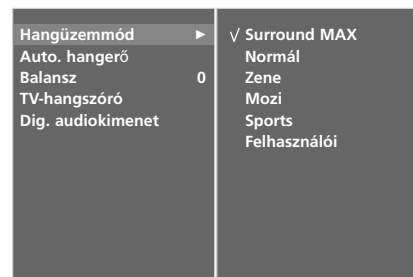 Hangüzemmód ►
Auto. hangerő
Balansz 0
TV-hangszóró
Dig. audiokimenet
√ Surround MAX
Normál
Zene
Mozi
Sports
Felhasználói